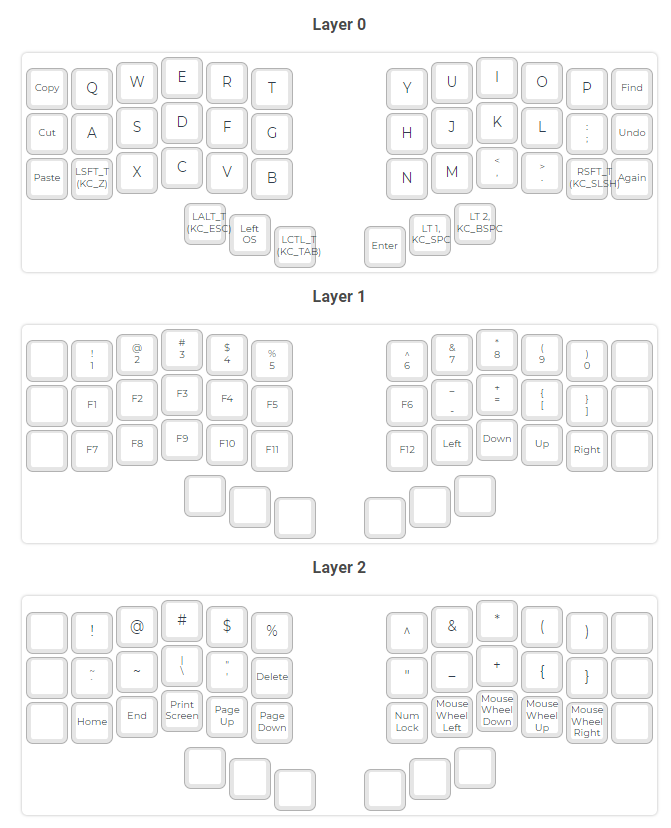 Layer 0
Copy Q W E R T Y U I O P Find
Cut A S D F G H J K L : ; Undo
Paste LSFT_T (KC_Z) X C V B N M < , > . RSFT_T (KC_SLSH) Again
LALT_T (KC_ESC) Left OS LCTL_T (KC_TAB) Enter LT 1, KC_SPC LT 2, KC_BSPC
Layer 1
! 1 @ 2 # 3 $ 4 % 5 ^ 6 & 7 * 8 ( 9 ) 0
F1 F2 F3 F4 F5 F6 _ - + = { [ } ]
F7 F8 F9 F10 F11 F12 Left Down Up Right
Layer 2
! @ # $ % ^ & * ( )
~ ` ~ | \ " ' Delete " _ + { }
Home End Print Screen Page Up Page Down Num Lock Mouse Wheel Left Mouse Wheel Down Mouse Wheel Up Mouse Wheel Right